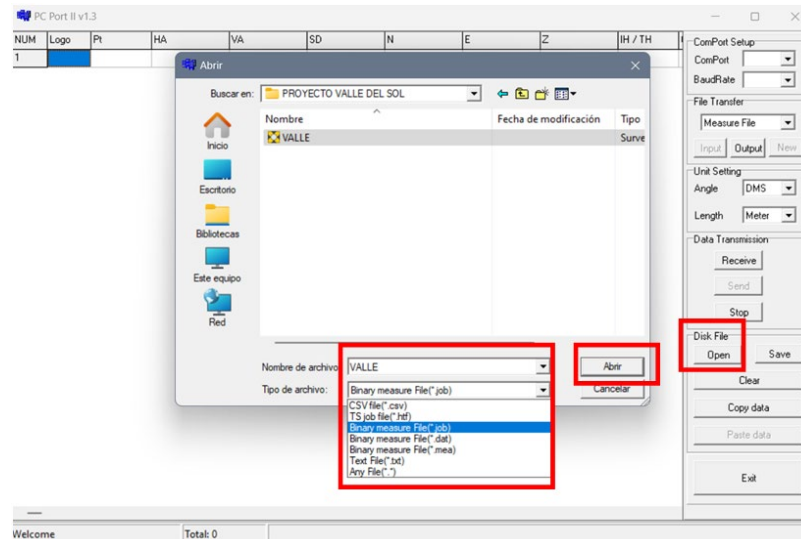 PC Port II v1.3
NUM Logo Pt HA VA SD N E Z IH / TH
1
Abrir
Buscar en: PROYECTO VALLE DEL SOL
Nombre Fecha de modificación Tipo
VALLE Surve
Inicio
Escritorio
Bibliotecas
Este equipo
Red
Nombre de archivo: VALLE Abrir
Tipo de archivo: Binary measure File(*.job) Cancelar
CSV file(*.csv)
TS job file(*.htf)
Binary measure File(*.job)
Binary measure File(*.dat)
Binary measure File(*.mea)
Text File(*.txt)
Any File(*.*)
ComPort Setup
ComPort
BaudRate
File Transfer
Measure File
Input Output New
Unit Setting
Angle DMS
Length Meter
Data Transmission
Receive
Send
Stop
Disk File
Open Save
Clear
Copy data
Paste data
Exit
Welcome Total: 0